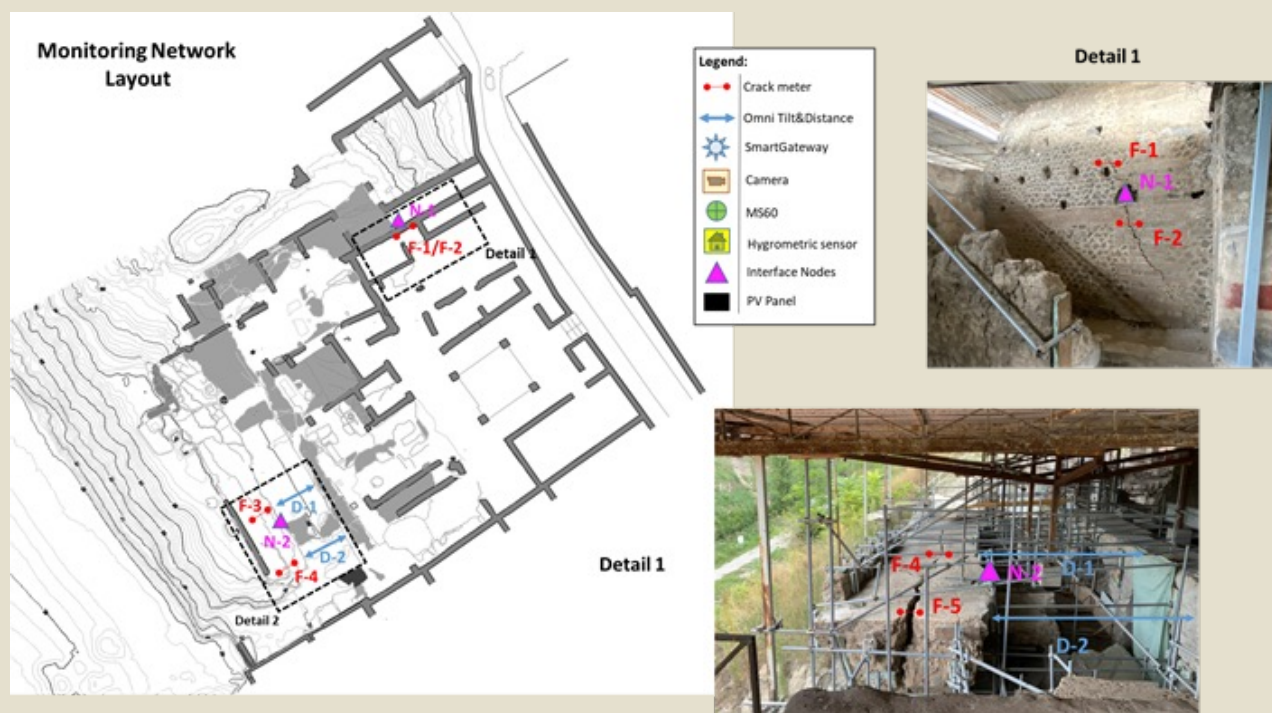 Monitoring Network
Layout
N-1
F-1/F-2
Detail 1
F-3
D-1
N-2
D-2
F-4
Detail 2
Detail 1
Legend:
Crack meter
Omni Tilt&Distance
SmartGateway
Camera
MS60
Hygrometric sensor
Interface Nodes
PV Panel
Detail 1
F-1
N-1
F-2
F-4
N-2
D-1
F-5
D-2